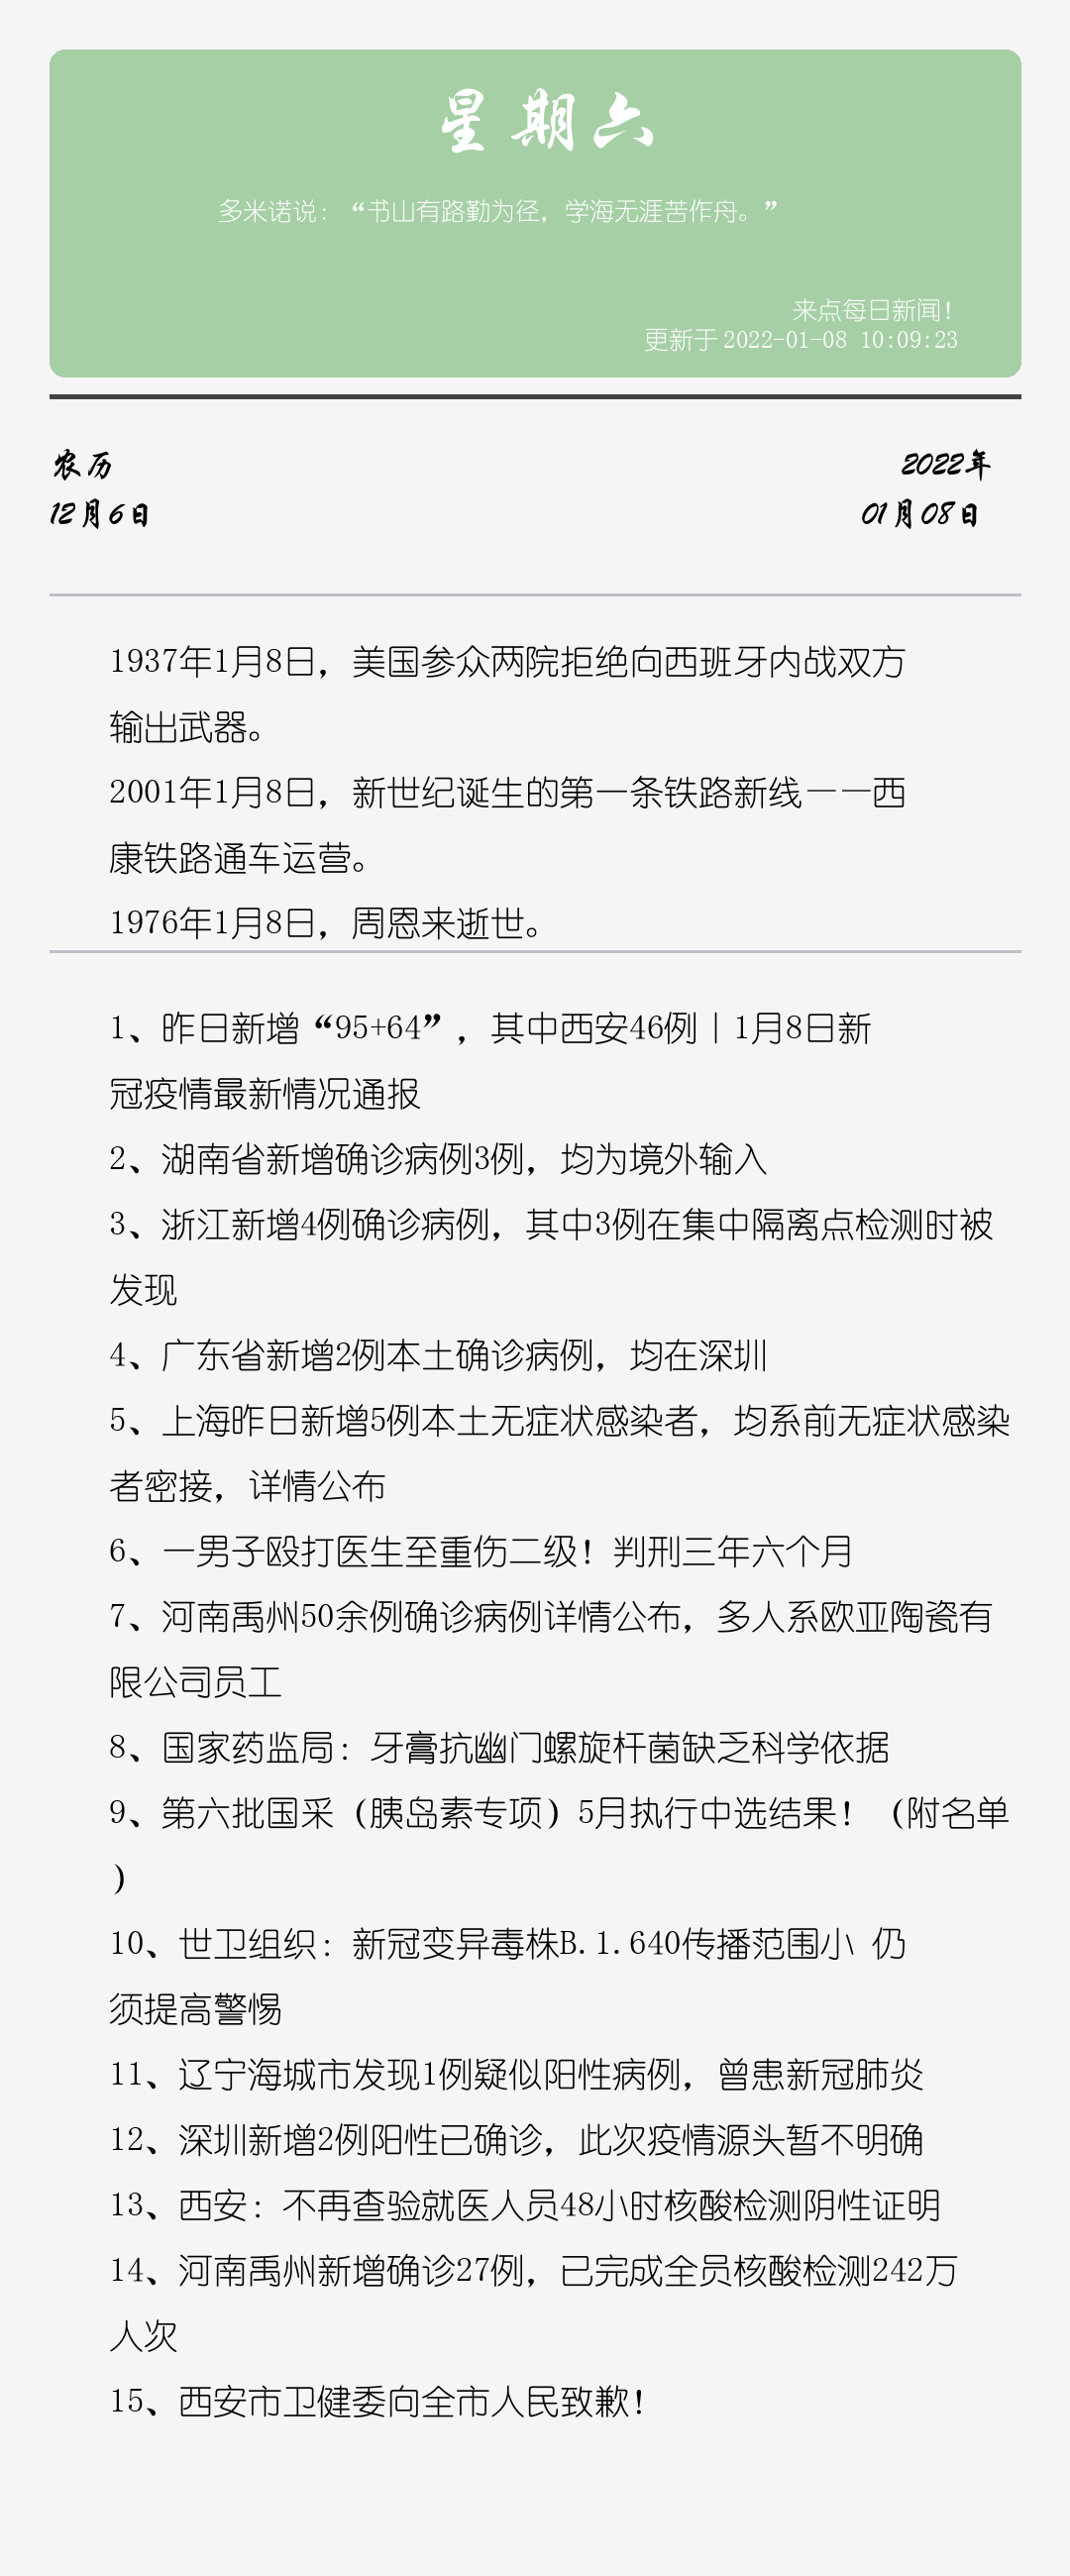 星期六
多米诺说：“书山有路勤为径，学海无涯苦作舟。”
来点每日新闻！
更新于 2022-01-08 10:09:23
农历
2022年
12月6日
01月08日
1937年1月8日，美国参众两院拒绝向西班牙内战双方
输出武器。
2001年1月8日，新世纪诞生的第一条铁路新线——西
康铁路通车运营。
1976年1月8日，周恩来逝世。
1、昨日新增“95+64”，其中西安46例｜1月8日新
冠疫情最新情况通报
2、湖南省新增确诊病例3例，均为境外输入
3、浙江新增4例确诊病例，其中3例在集中隔离点检测时被
发现
4、广东省新增2例本土确诊病例，均在深圳
5、上海昨日新增5例本土无症状感染者，均系前无症状感染
者密接，详情公布
6、一男子殴打医生至重伤二级！判刑三年六个月
7、河南禹州50余例确诊病例详情公布，多人系欧亚陶瓷有
限公司员工
8、国家药监局：牙膏抗幽门螺旋杆菌缺乏科学依据
9、第六批国采（胰岛素专项）5月执行中选结果！（附名单
）
10、世卫组织：新冠变异毒株B.1.640传播范围小 仍
须提高警惕
11、辽宁海城市发现1例疑似阳性病例，曾患新冠肺炎
12、深圳新增2例阳性已确诊，此次疫情源头暂不明确
13、西安：不再查验就医人员48小时核酸检测阴性证明
14、河南禹州新增确诊27例，已完成全员核酸检测242万
人次
15、西安市卫健委向全市人民致歉！